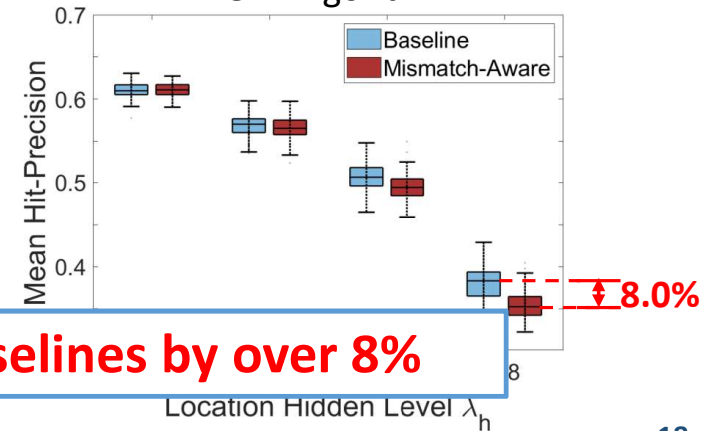 0.7
Baseline
Mismatch-Aware
0.6
0.5
0.4
Mean Hit-Precision
8.0%
selines by over 8%
8
Location Hidden Level λh